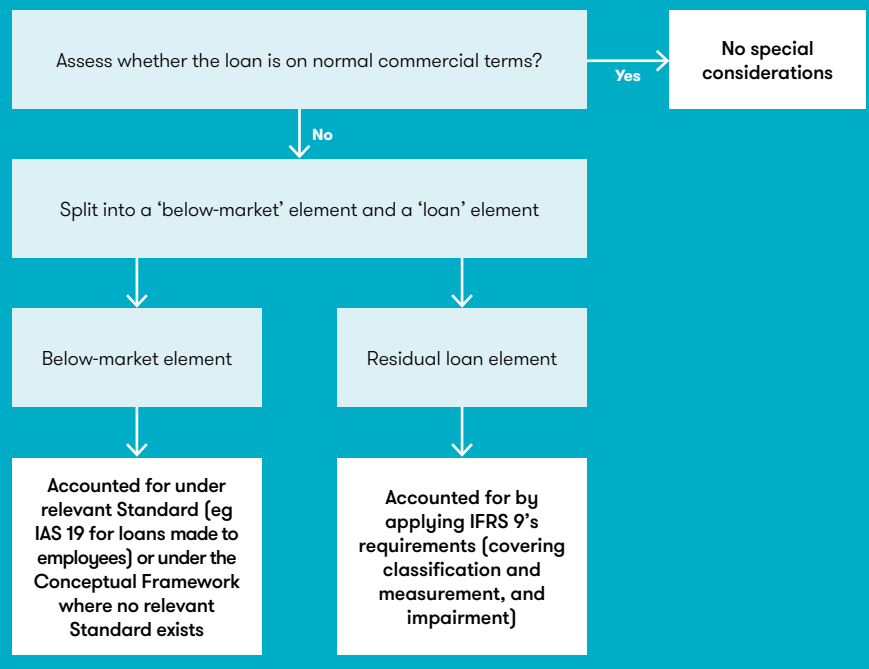 Assess whether the loan is on normal commercial terms?
Yes
No special
considerations
No
Split into a ‘below-market’ element and a ‘loan’ element
Below-market element
Residual loan element
Accounted for under
relevant Standard (eg
IAS 19 for loans made to
employees) or under the
Conceptual Framework
where no relevant
Standard exists
Accounted for by
applying IFRS 9’s
requirements (covering
classification and
measurement, and
impairment)